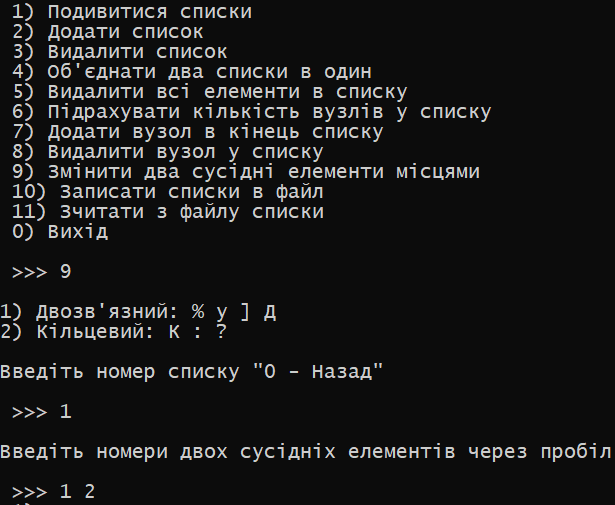 1) Подивитися списки
2) Додати список
3) Видалити список
4) Об'єднати два списки в один
5) Видалити всі елементи в списку
6) Підрахувати кількість вузлів у списку
7) Додати вузол в кінець списку
8) Видалити вузол у списку
9) Змінити два сусідні елементи місцями
10) Записати списки в файл
11) Зчитати з файлу списки
0) Вихід
>>> 9
1) Двозв'язний: % у ] Д
2) Кільцевий: К : ?
Введіть номер списку "0 - Назад"
>>> 1
Введіть номери двох сусідніх елементів через пробіл
>>> 1 2